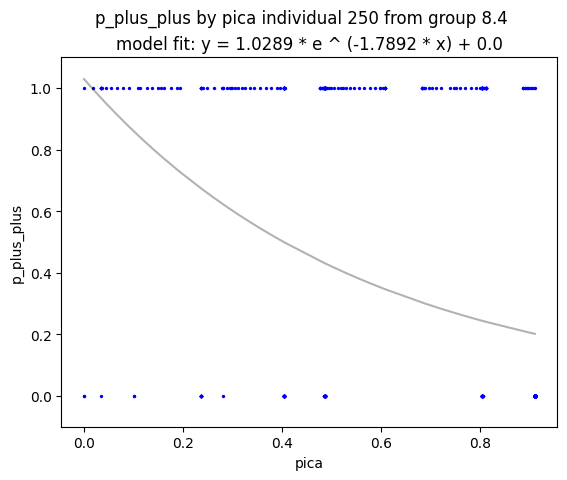 p_plus_plus by pica individual 250 from group 8.4
model fit: y = 1.0289 * e ^ (-1.7892 * x) + 0.0
1.0
0.8
0.6
0.4
0.2
0.0
p_plus_plus
0.0 0.2 0.4 0.6 0.8
pica